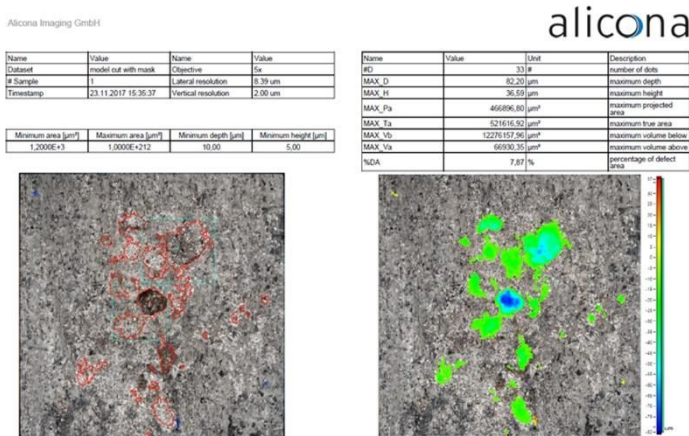 Alicona Imaging GmbH
alicona
Name Value Name Value
Dataset model cut with mask Objective 5x
# Sample 1 Lateral resolution 8.39 um
Timestamp 23.11.2017 15:35:37 Vertical resolution 2.00 um
Minimum area [µm²] Maximum area [µm²] Minimum depth [µm] Minimum height [µm]
1,2000E+3 1,0000E+212 10,00 5,00
Name Value Unit Description
#D 33 # number of dots
MAX_D 82,20 µm maximum depth
MAX_H 36,59 µm maximum height
MAX_Pa 466896,80 µm² maximum projected
area
MAX_Ta 521616,92 µm² maximum true area
MAX_Vb 12276157,96 µm³ maximum volume below
MAX_Va 66930,35 µm³ maximum volume above
%DA 7,87 % percentage of defect
area